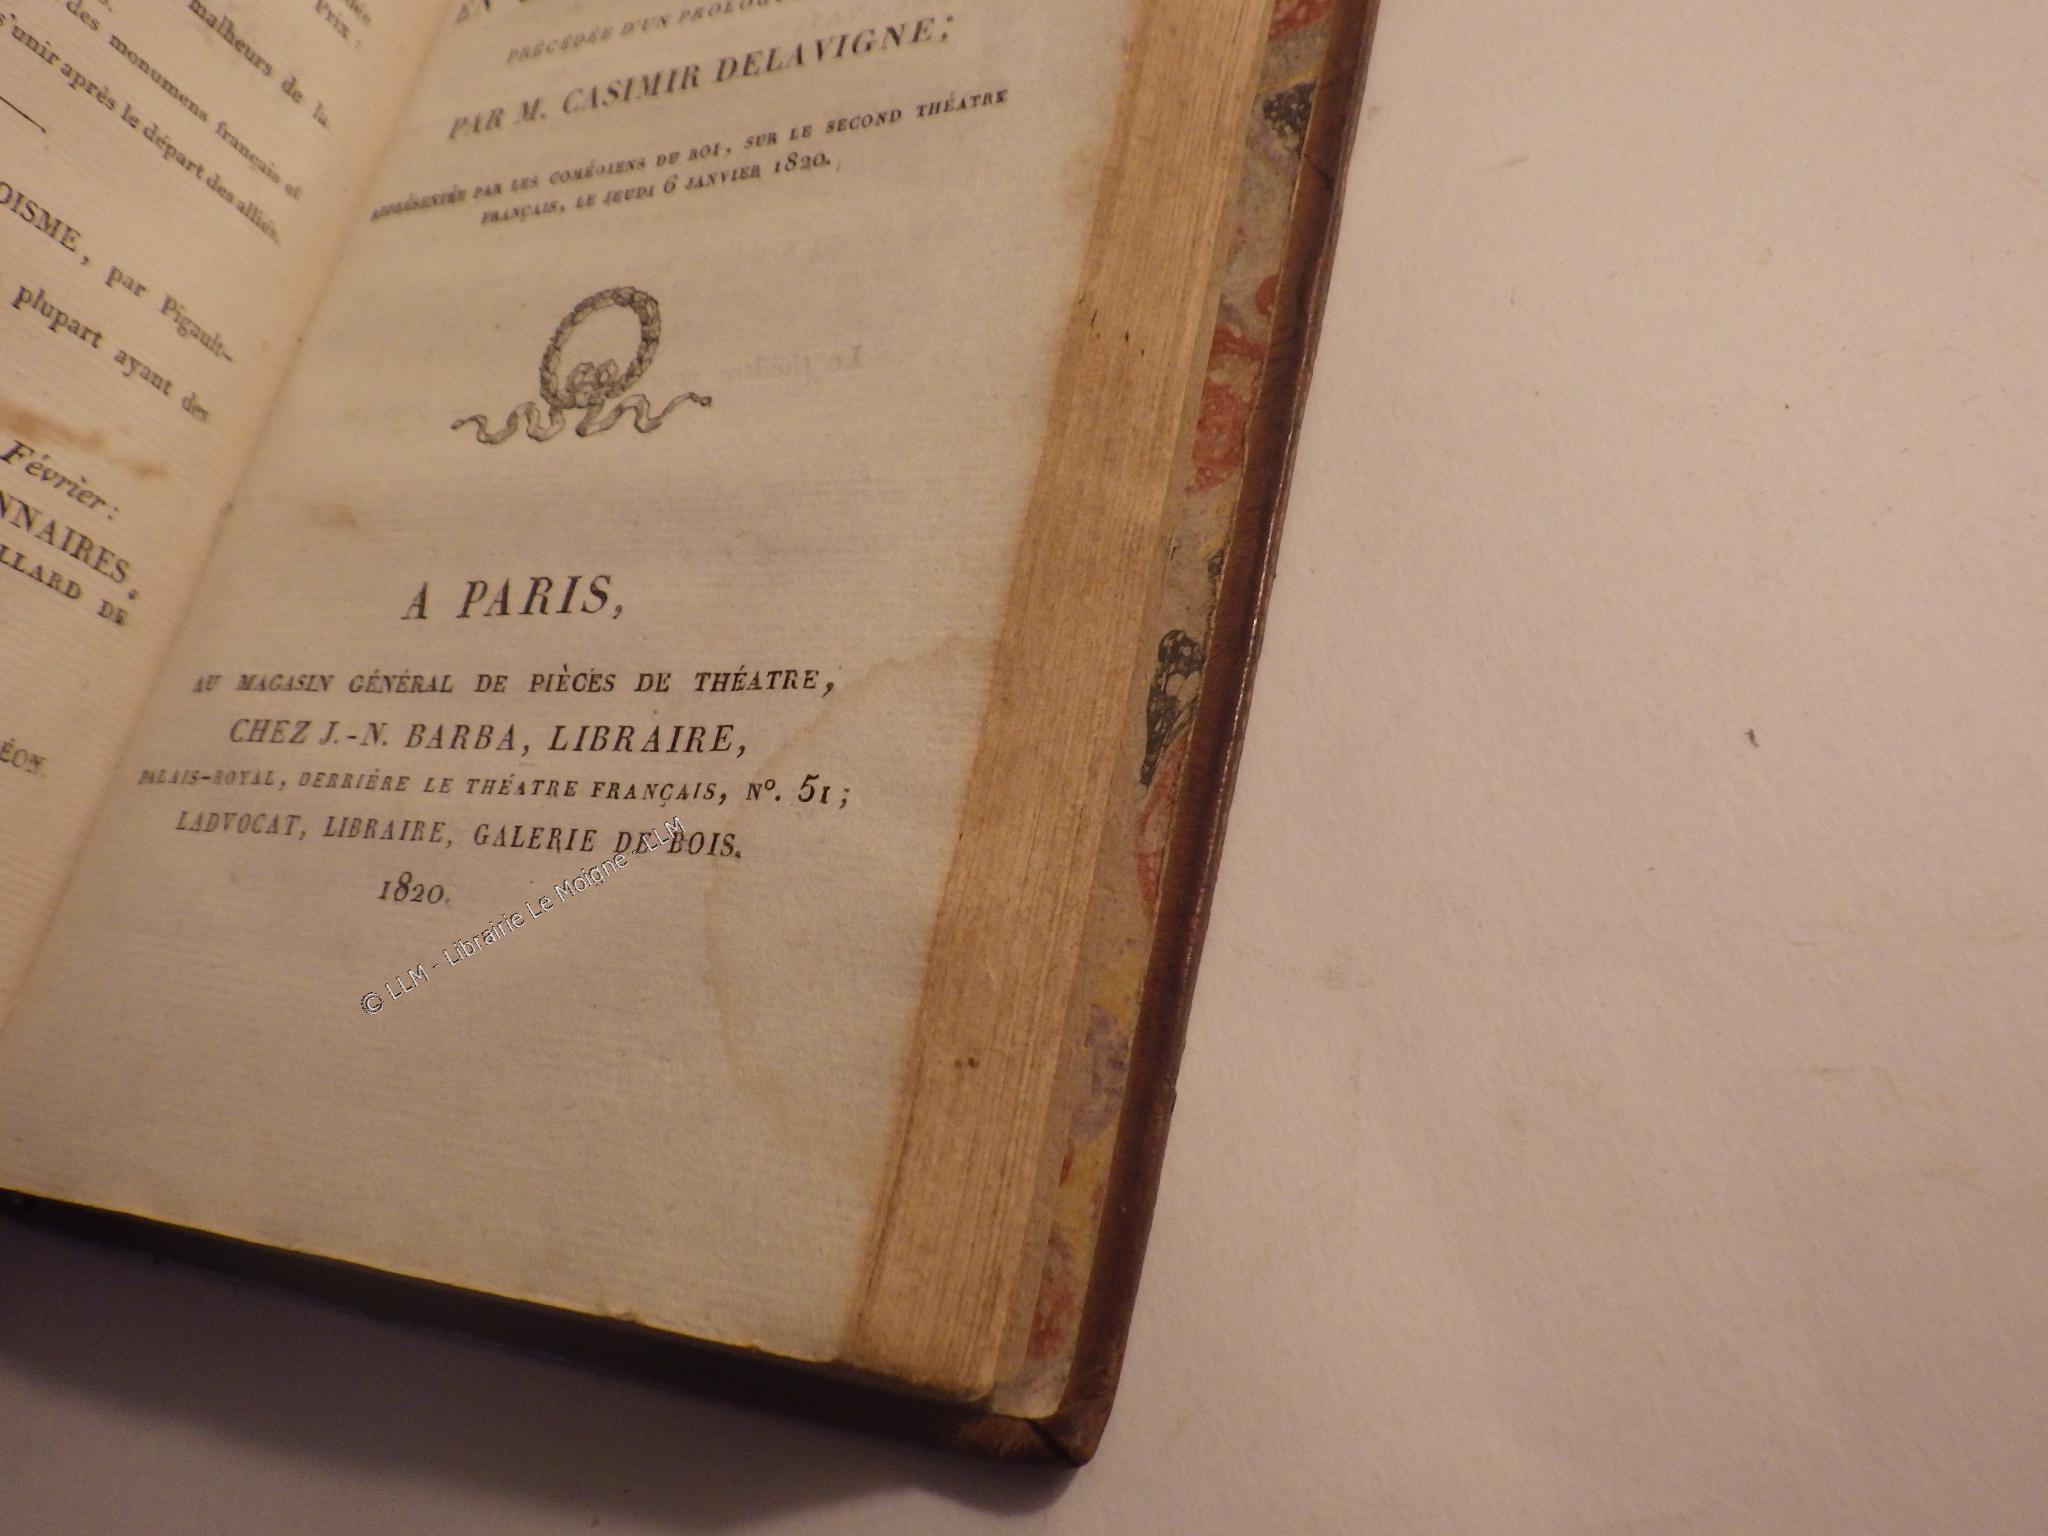 Prix:
malheurs de la
des monumens français et
s'unir après le départ des alliés.
OISME, par Pigault-
plupart ayant des
Février:
NNAIRES,
LLARD DE
ÉON.
EN
PRÉCÉDÉE D'UN PROLOGUE
PAR M. CASIMIR DELAVIGNE;
REPRÉSENTÉE PAR LES COMÉDIENS DU ROI, SUR LE SECOND THÉATRE
FRANÇAIS, LE JEUDI 6 JANVIER 1820.
A PARIS,
AU MAGASIN GÉNÉRAL DE PIÈCES DE THÉATRE,
CHEZ J.-N. BARBA, LIBRAIRE,
PALAIS-ROYAL, DERRIÈRE LE THÉATRE FRANÇAIS, N°. 51;
LADVOCAT, LIBRAIRE, GALERIE DE BOIS.
1820.
© LLM - Librairie Le Moigne - LLM